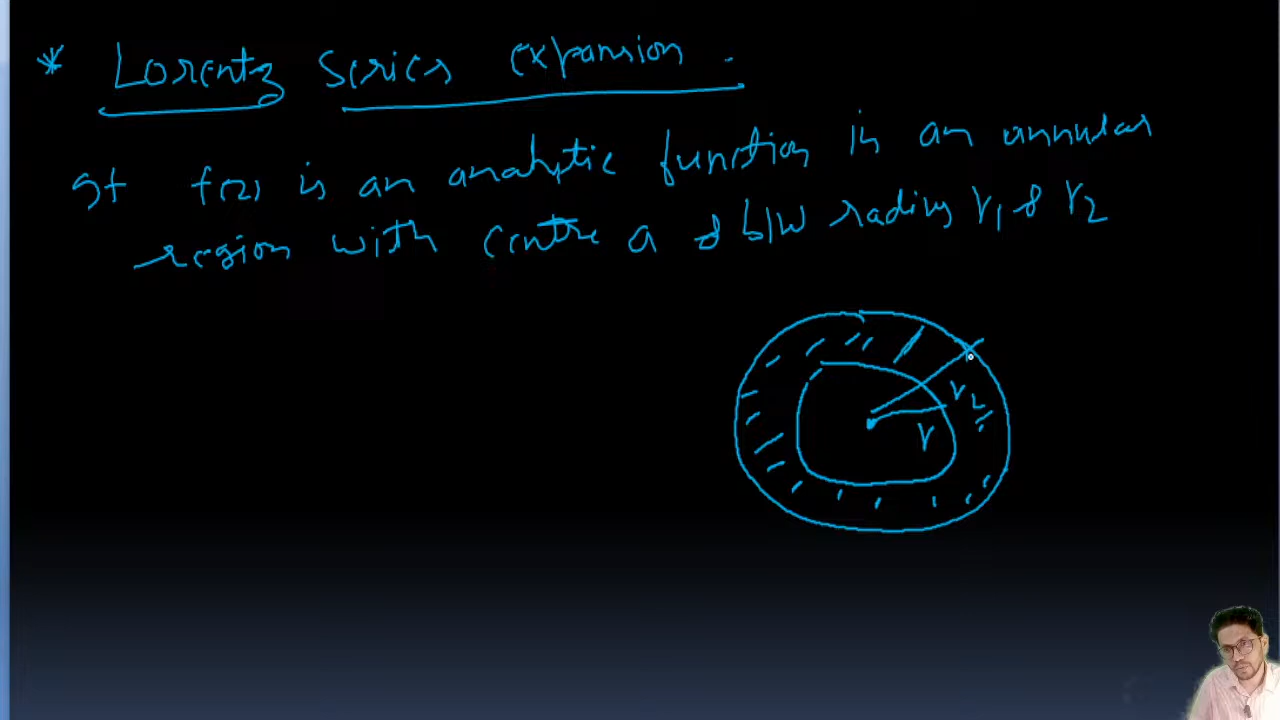 * Lorentz Series expansion.
If f(z) is an analytic function in an annular
region with centre a & b/w radius r1 & r2
r2
r